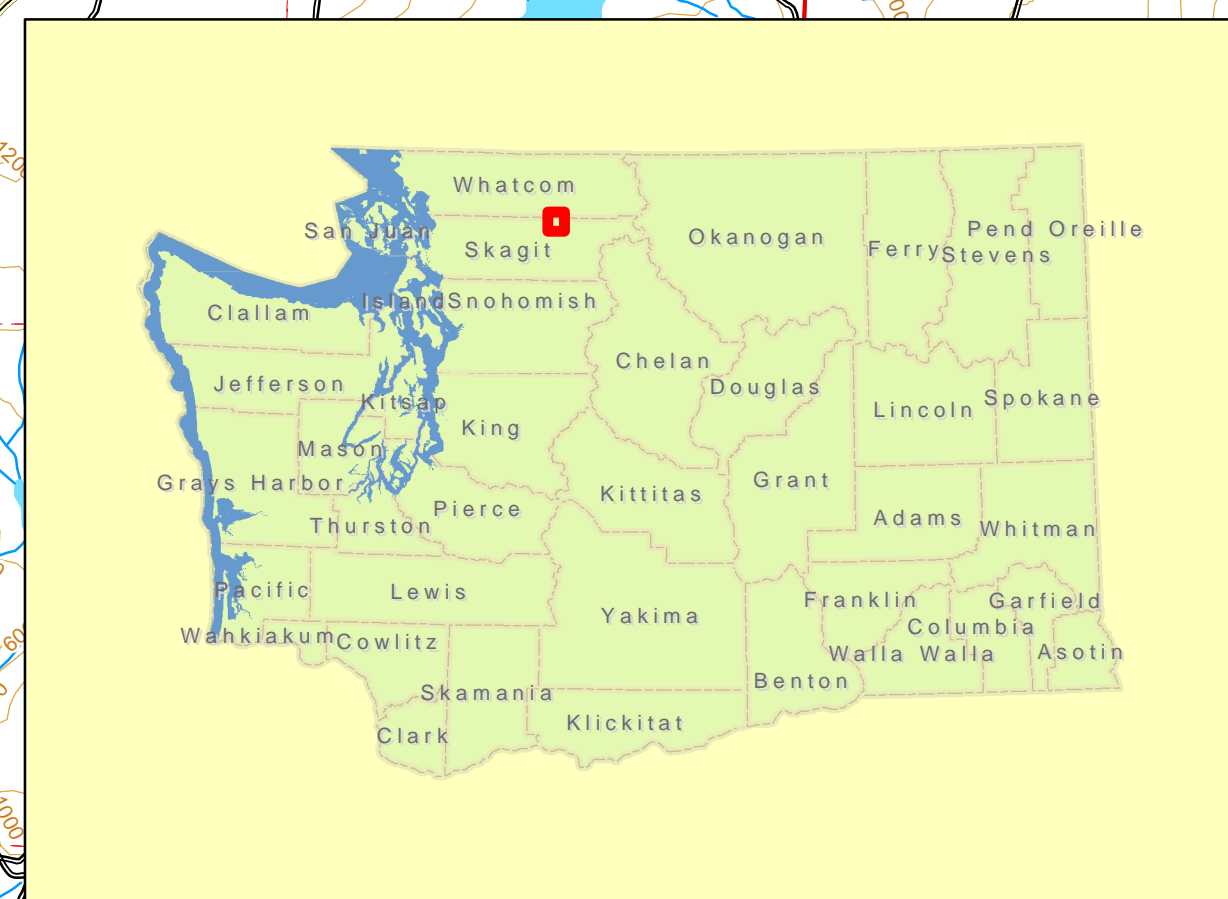 Whatcom
San Juan
Skagit
Okanogan
Ferry
Pend Oreille
Stevens
Island
Snohomish
Clallam
Chelan
Jefferson
Douglas
Kitsap
Lincoln
Spokane
King
Mason
Grays Harbor
Kittitas
Grant
Pierce
Thurston
Adams
Whitman
Pacific
Lewis
Yakima
Franklin
Garfield
Columbia
Wahkiakum
Cowlitz
Walla Walla
Asotin
Skamania
Benton
Klickitat
Clark
1000